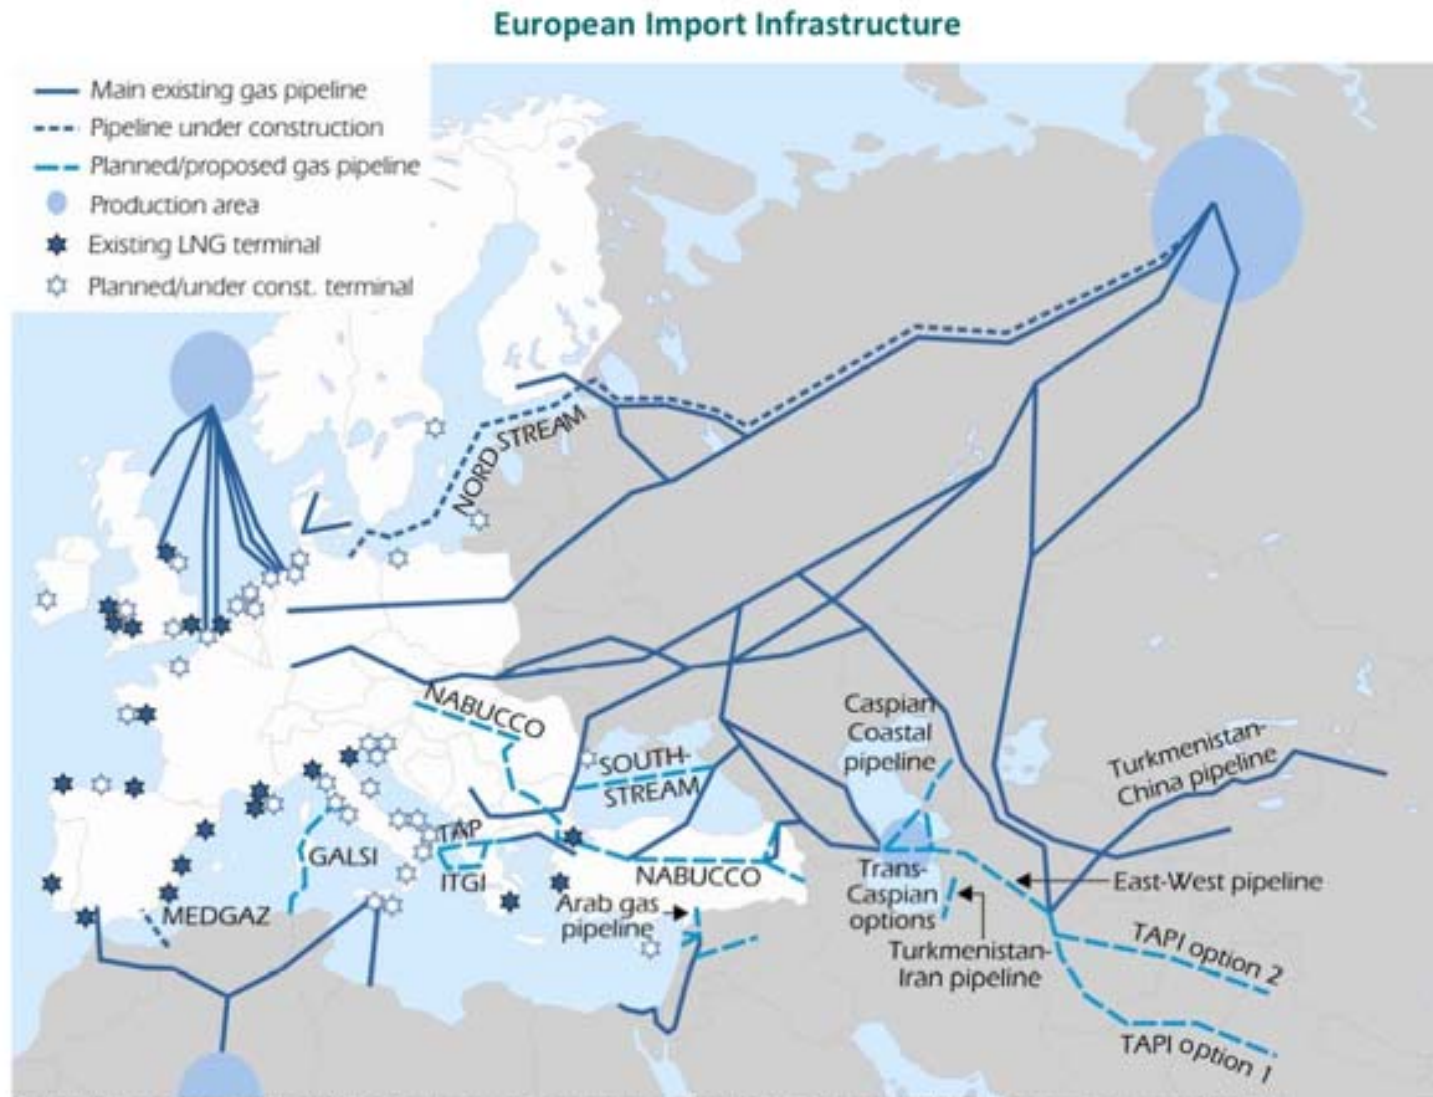 European Import Infrastructure
Main existing gas pipeline
Pipeline under construction
Planned/proposed gas pipeline
Production area
Existing LNG terminal
Planned/under const. terminal
NORD STREAM
NABUCCO
SOUTH-
STREAM
Caspian
Coastal
pipeline
Turkmenistan-
China pipeline
TAP
GALSI
ITGI
NABUCCO
MEDGAZ
Arab gas
pipeline
Trans-
Caspian
options
East-West pipeline
Turkmenistan-
Iran pipeline
TAPI option 2
TAPI option 1